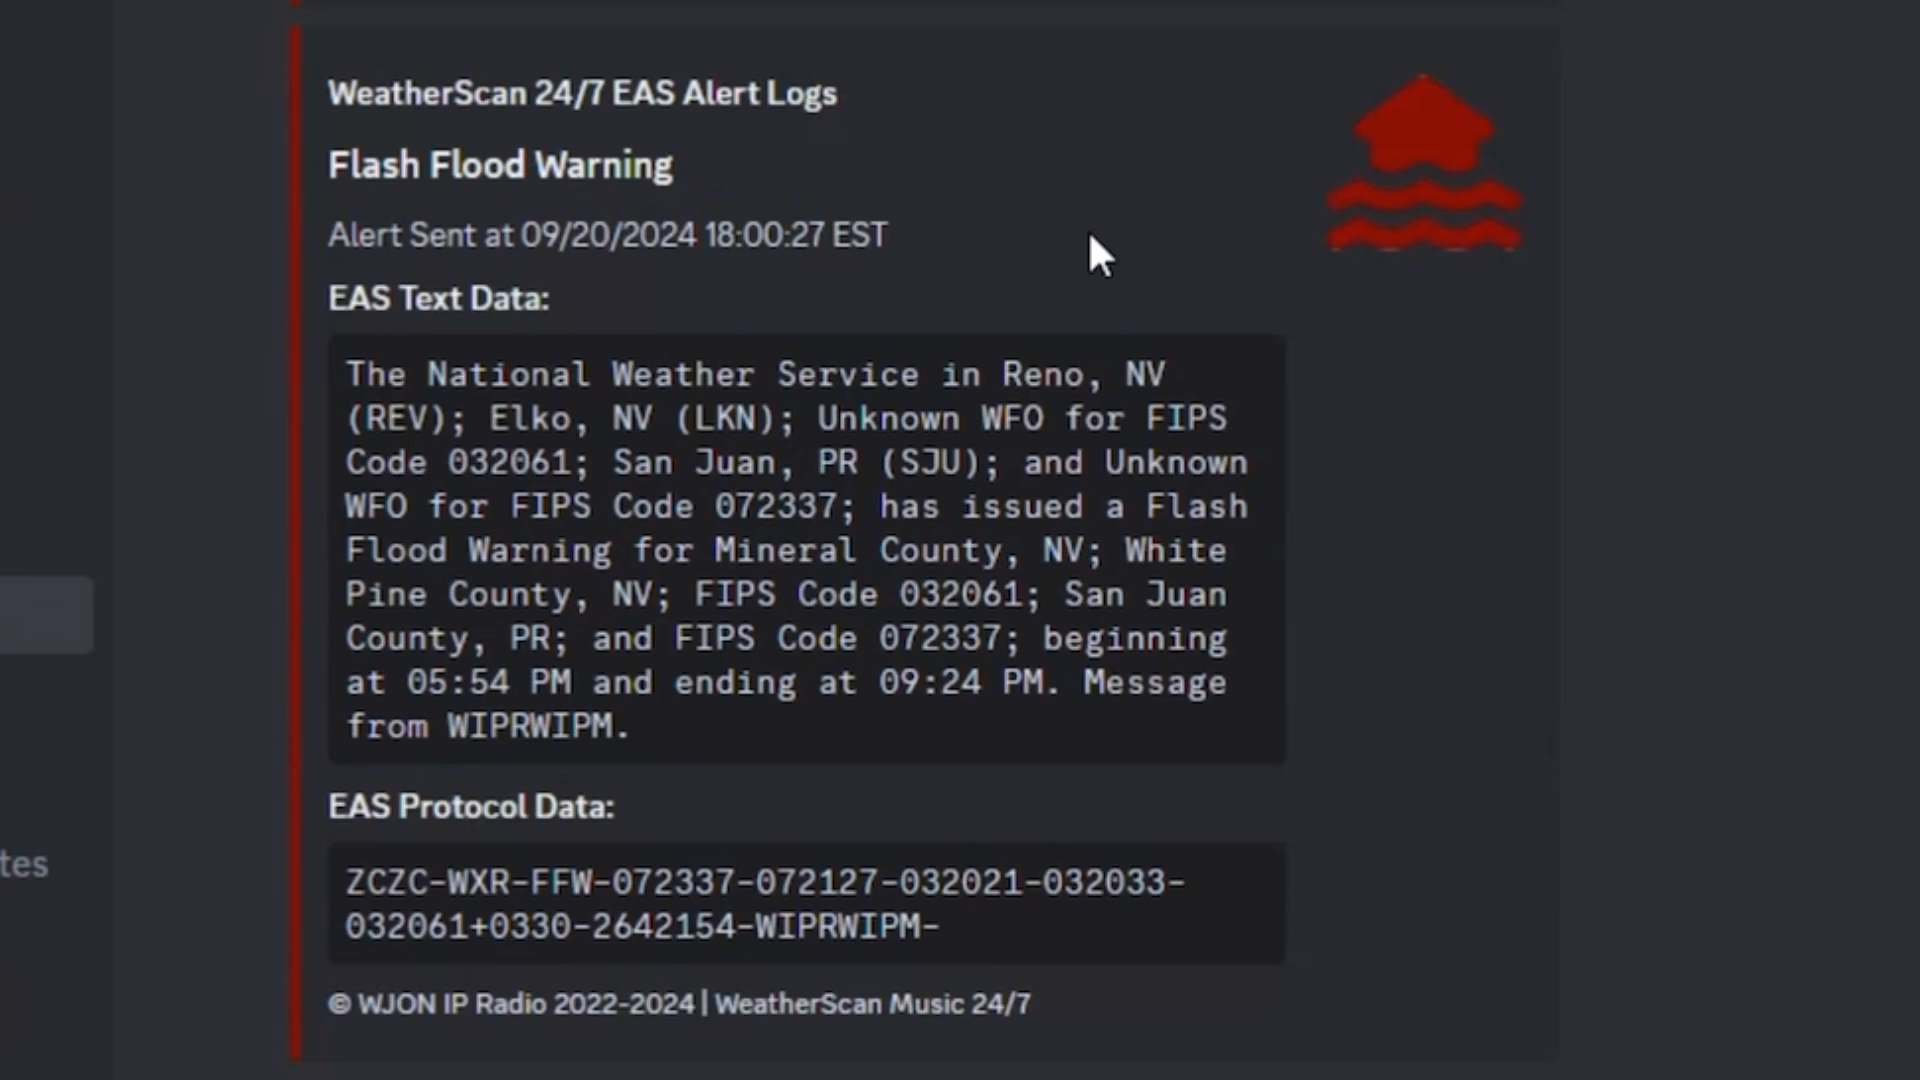 WeatherScan 24/7 EAS Alert Logs
Flash Flood Warning
Alert Sent at 09/20/2024 18:00:27 EST
EAS Text Data:
The National Weather Service in Reno, NV
(REV); Elko, NV (LKN); Unknown WFO for FIPS
Code 032061; San Juan, PR (SJU); and Unknown
WFO for FIPS Code 072337; has issued a Flash
Flood Warning for Mineral County, NV; White
Pine County, NV; FIPS Code 032061; San Juan
County, PR; and FIPS Code 072337; beginning
at 05:54 PM and ending at 09:24 PM. Message
from WIPRWIPM.
EAS Protocol Data:
tes
ZCZC-WXR-FFW-072337-072127-032021-032033-
032061+0330-2642154-WIPRWIPM-
© WJON IP Radio 2022-2024 | WeatherScan Music 24/7